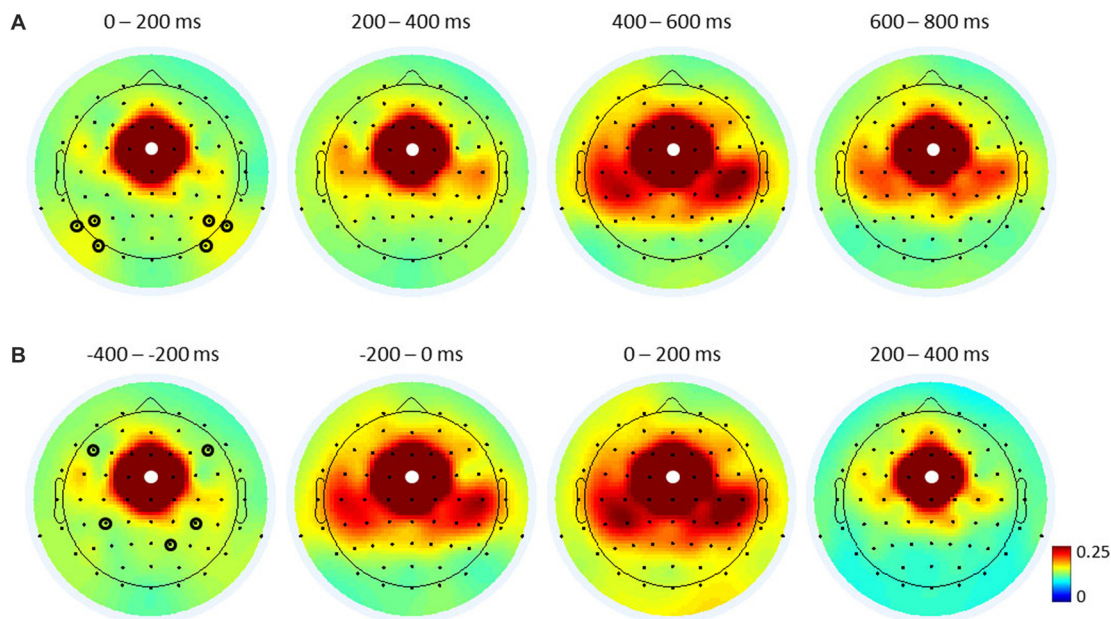 A
0 – 200 ms
200 – 400 ms
400 – 600 ms
600 – 800 ms
B
-400 – -200 ms
-200 – 0 ms
0 – 200 ms
200 – 400 ms
0.25
0